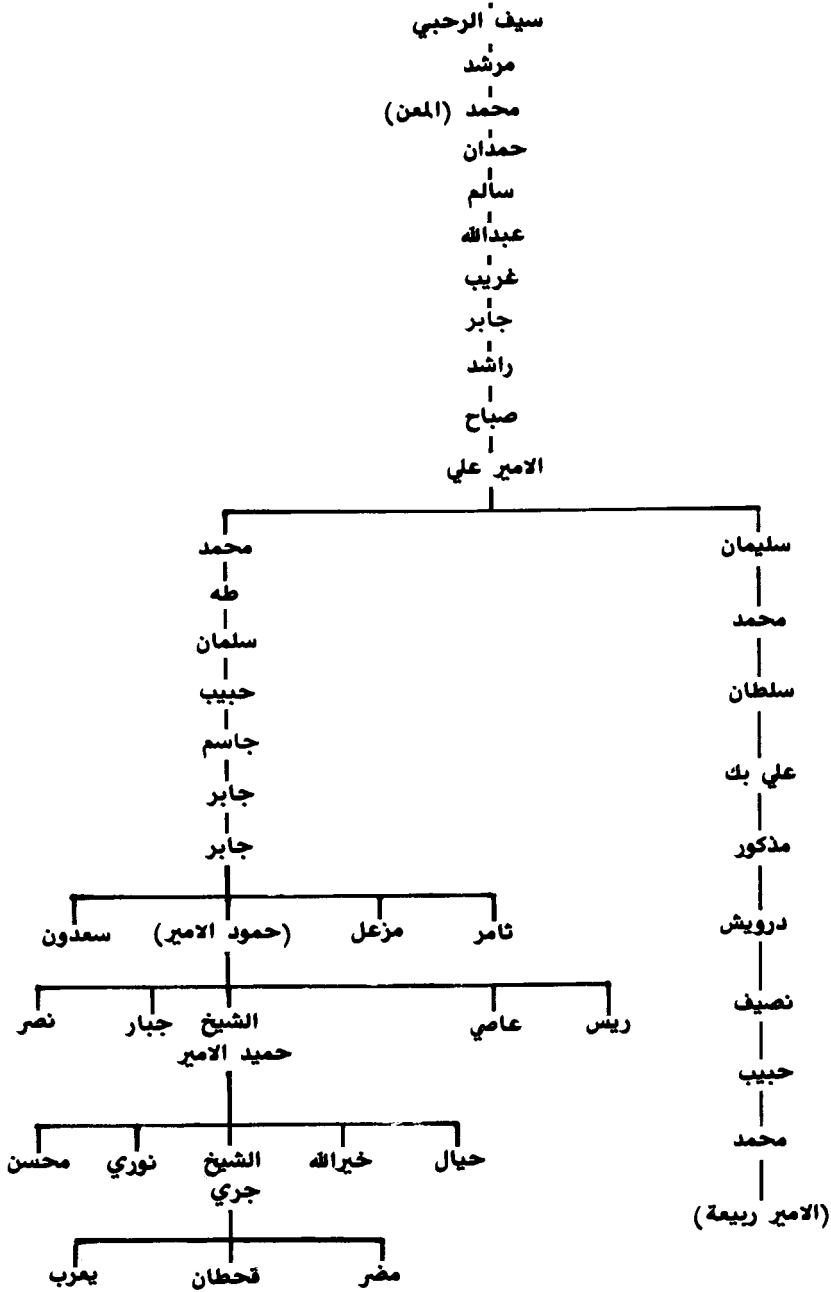 سيف الرحبي
مرشد
محمد (المعن)
حمدان
سالم
عبدالله
غريب
جابر
راشد
صباح
الامير علي
سليمان
محمد
سلطان
علي بك
مذكور
درويش
نصيف
حبيب
محمد
(الامير ربيعة)
محمد
طه
سلمان
حبيب
جاسم
جابر
جابر
ثامر مزعل (حمود الامير) سعدون
ريس عاصي الشيخ جبار نصر
حميد الامير
حيال خيرالله الشيخ نوري محسن
جري
مضر قحطان يعرب